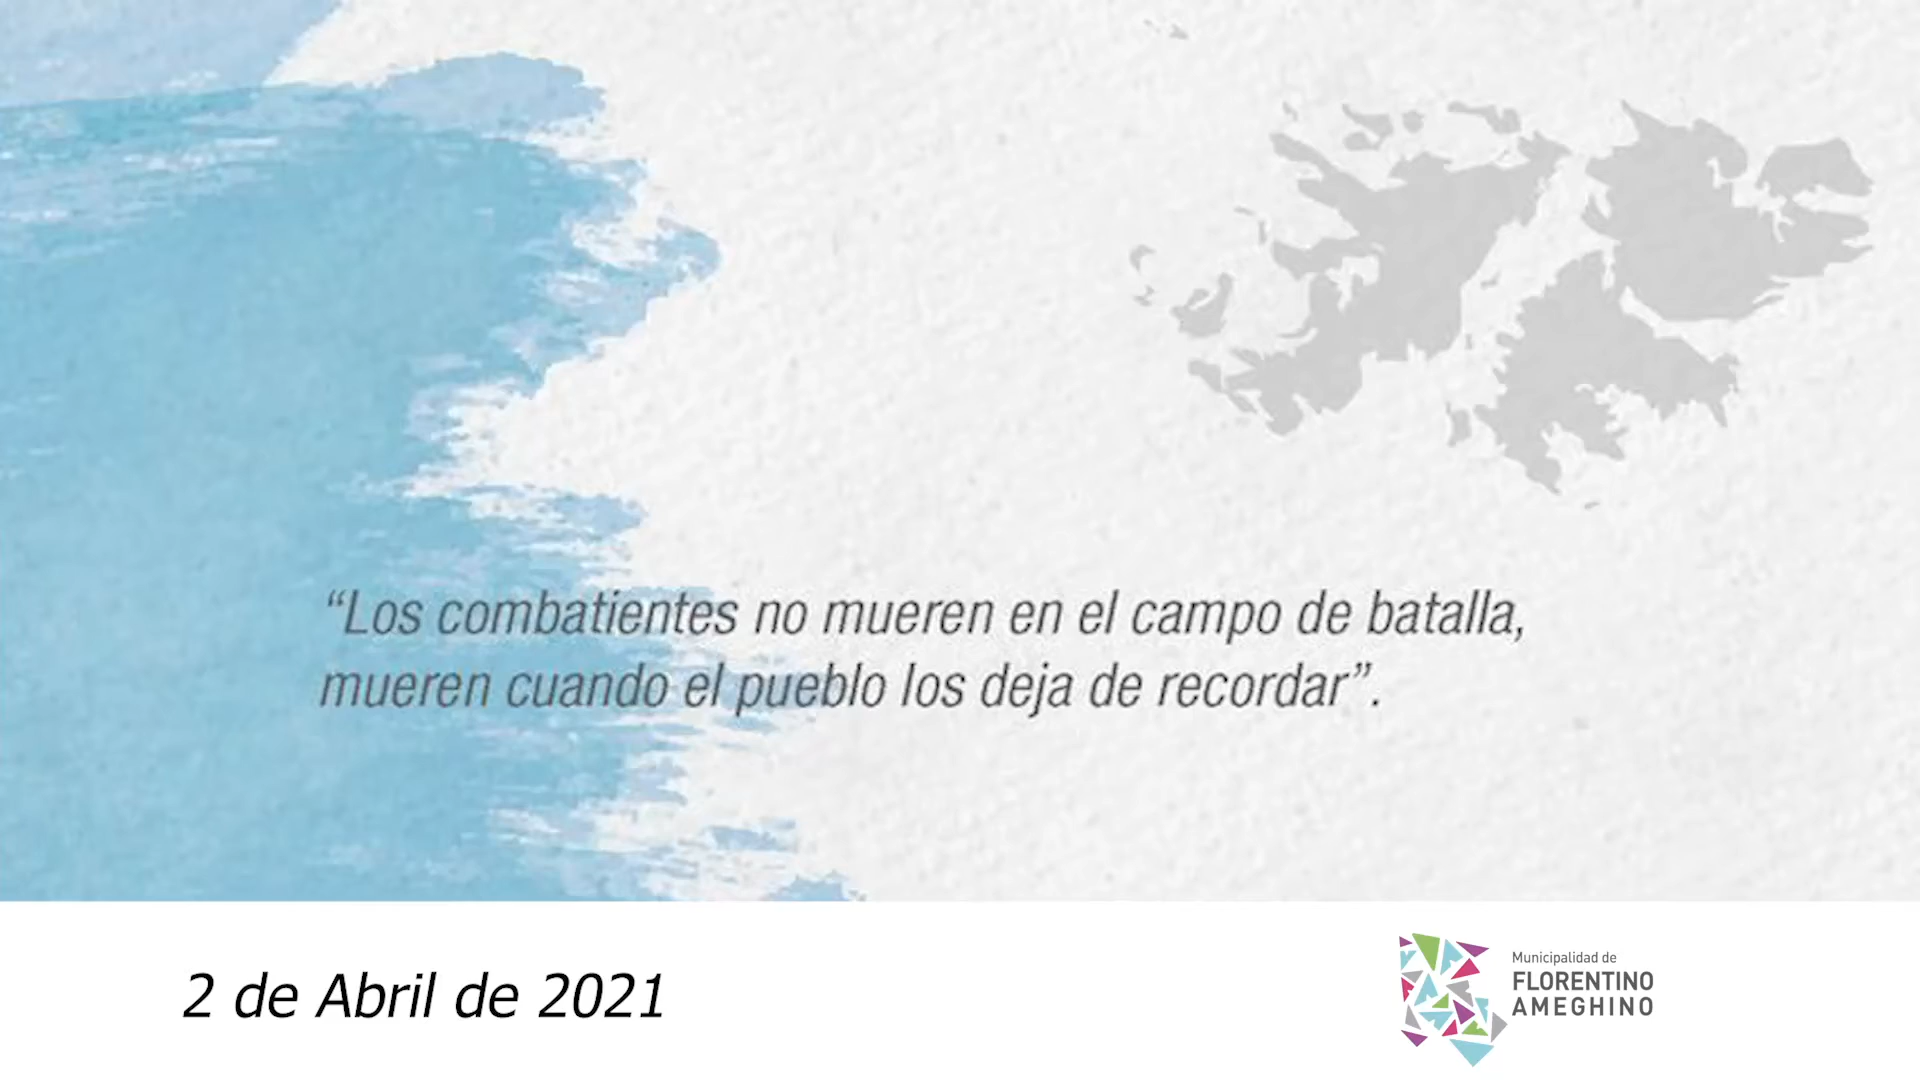 “Los combatientes no mueren en el campo de batalla,
mueren cuando el pueblo los deja de recordar”.
2 de Abril de 2021
Municipalidad de
FLORENTINO
AMEGHINO